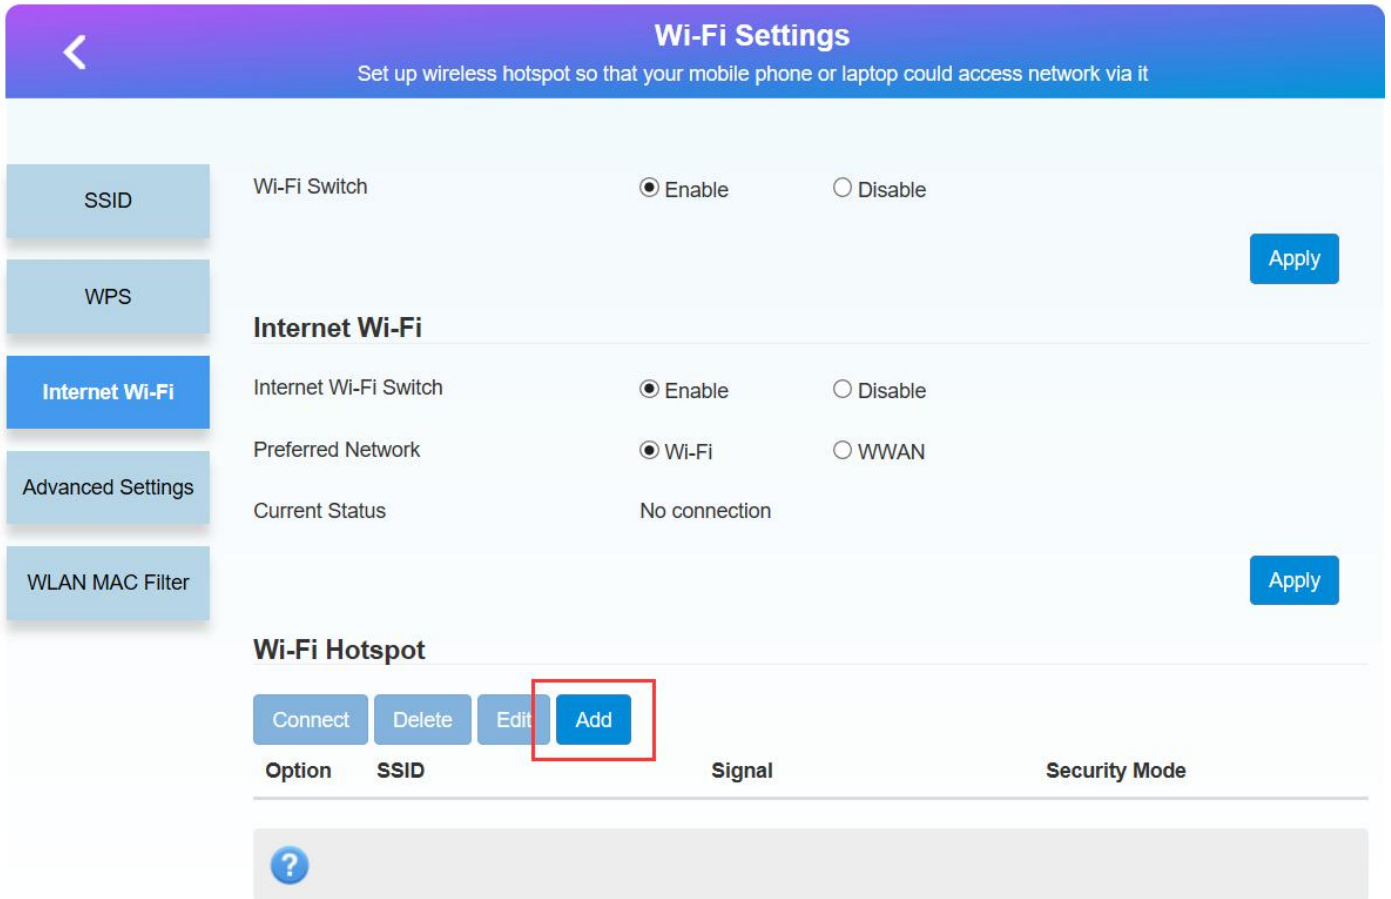 Wi-Fi Settings
Set up wireless hotspot so that your mobile phone or laptop could access network via it
SSID
WPS
Internet Wi-Fi
Advanced Settings
WLAN MAC Filter
Wi-Fi Switch Enable Disable
Apply
Internet Wi-Fi
Internet Wi-Fi Switch Enable Disable
Preferred Network Wi-Fi WWAN
Current Status No connection
Apply
Wi-Fi Hotspot
Connect Delete Edit Add
Option SSID Signal Security Mode
?